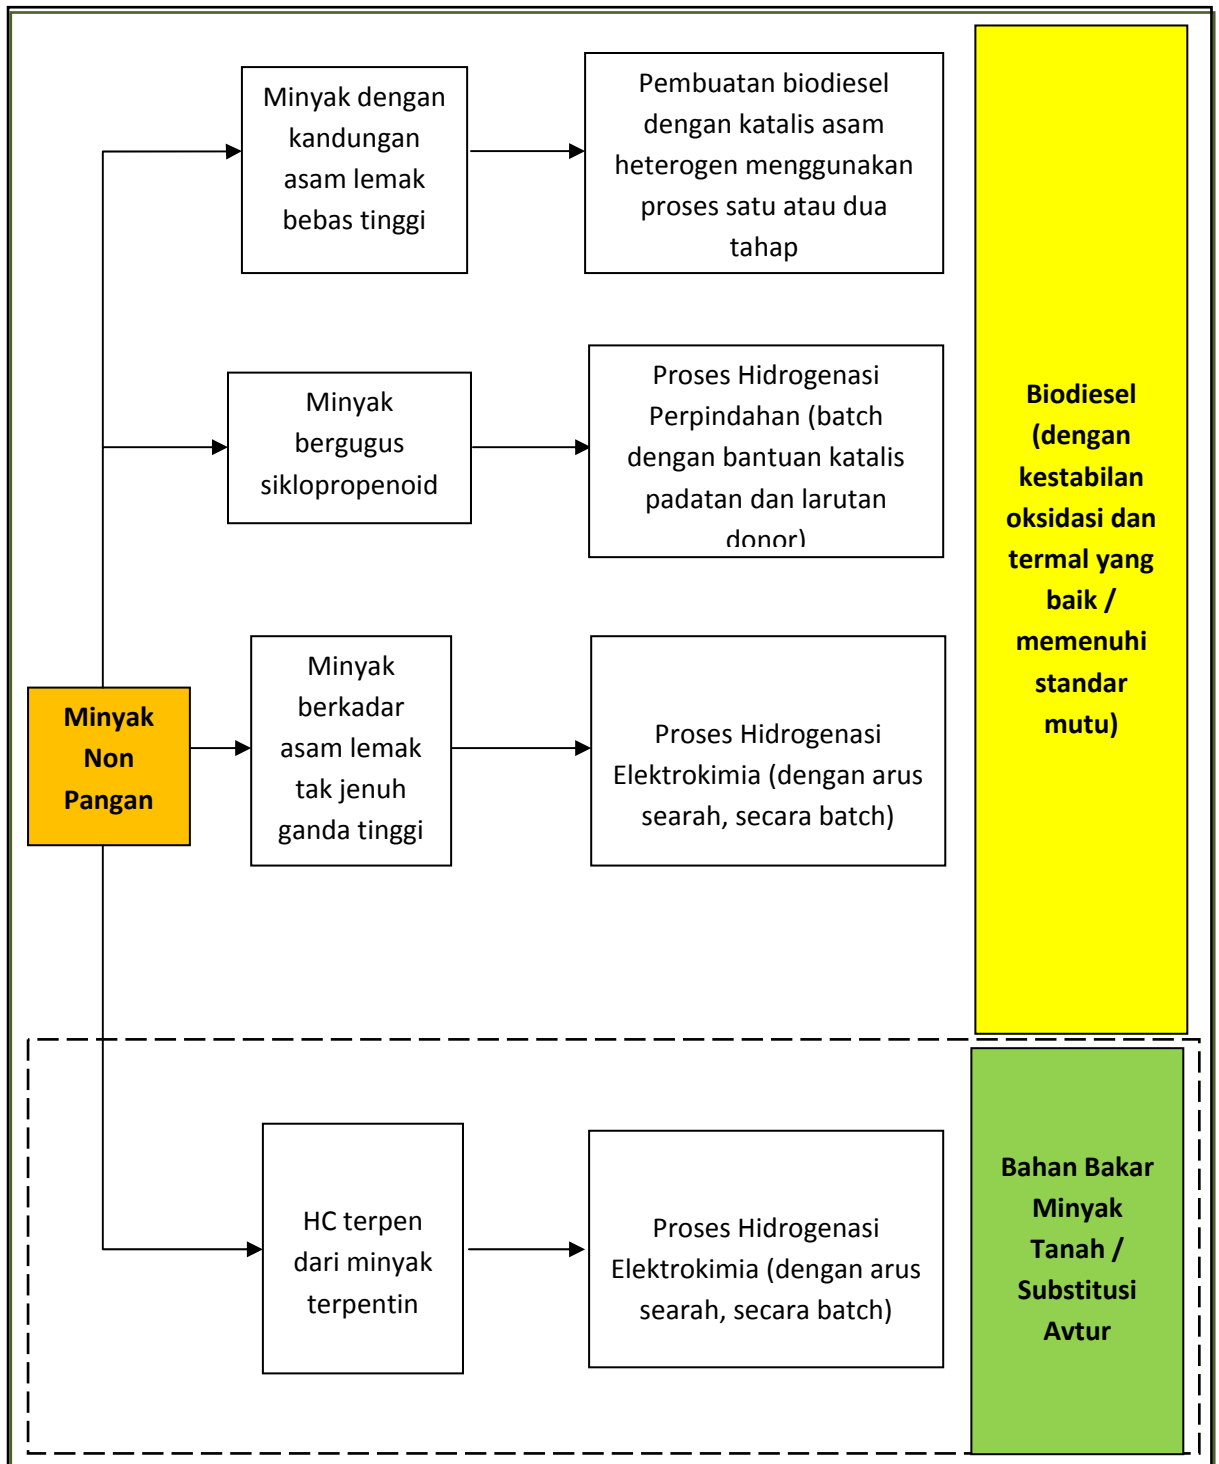 Minyak dengan
kandungan
asam lemak
bebas tinggi
Pembuatan biodiesel
dengan katalis asam
heterogen menggunakan
proses satu atau dua
tahap
Minyak
bergugus
siklopropenoid
Proses Hidrogenasi
Perpindahan (batch
dengan bantuan katalis
padatan dan larutan
donor)
Biodiesel
(dengan
kestabilan
oksidasi dan
termal yang
baik /
memenuhi
standar
mutu)
Minyak
Non
Pangan
Minyak
berkadar
asam lemak
tak jenuh
ganda tinggi
Proses Hidrogenasi
Elektrokimia (dengan arus
searah, secara batch)
HC terpen
dari minyak
terpentin
Proses Hidrogenasi
Elektrokimia (dengan arus
searah, secara batch)
Bahan Bakar
Minyak
Tanah /
Substitusi
Avtur